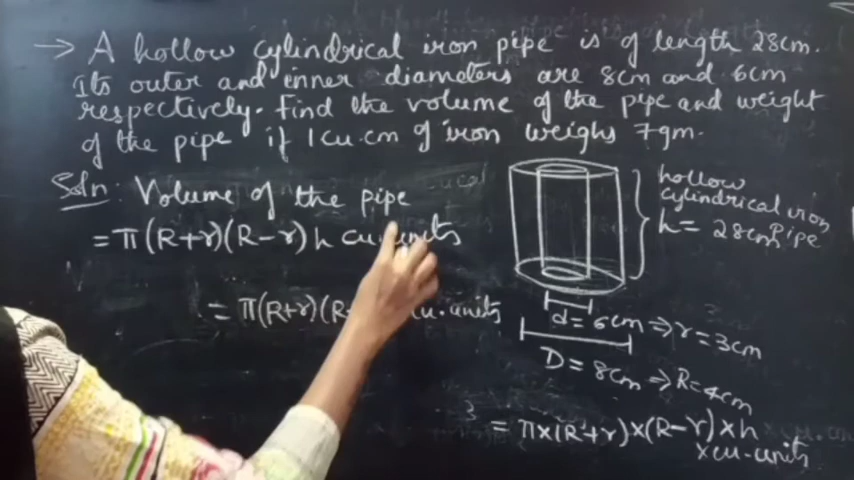 → A hollow cylindrical iron pipe is of length 28cm.
Its outer and inner diameters are 8cm and 6cm
respectively. Find the volume of the pipe and weight
of the pipe if 1cu.cm of iron weighs 7gm.
Soln: Volume of the pipe
= π(R+r)(R-r)h cu.units
= π(R+r)(R- cu.units
hollow
cylindrical iron
pipe
h = 28cm
d = 6cm ⇒ r = 3cm
D = 8cm ⇒ R = 4cm
= π×(R+r)×(R-r)×h
×cu.units